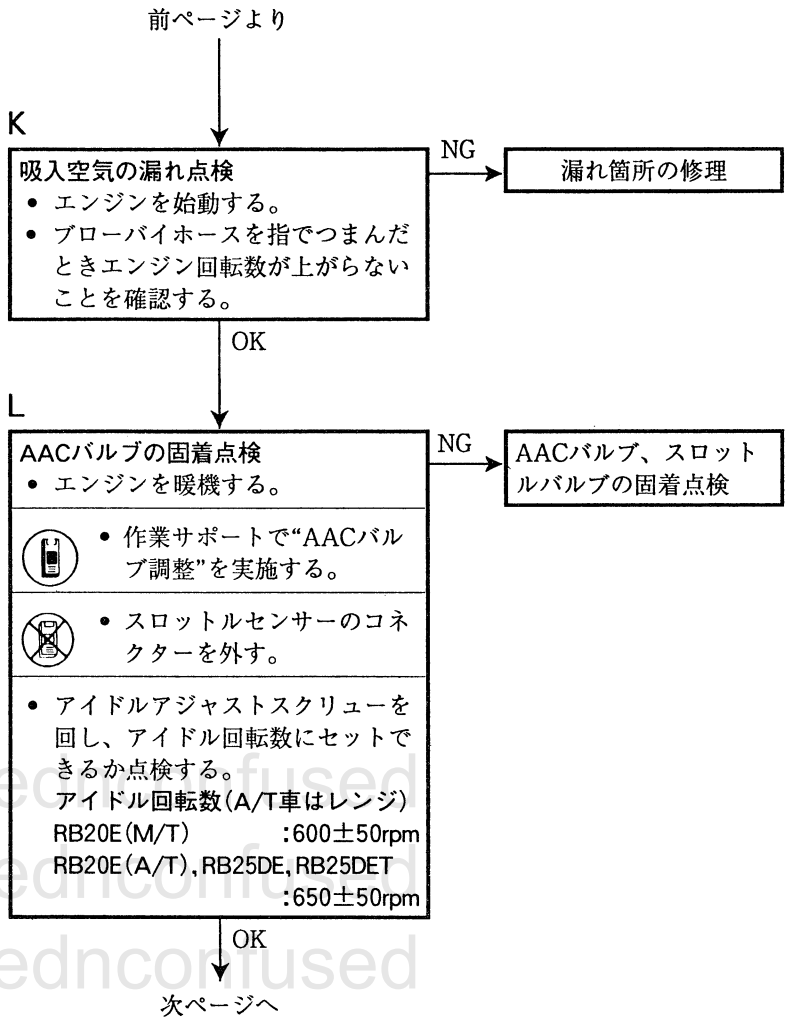 前ページより
K
吸入空気の漏れ点検
• エンジンを始動する。
• ブローバイホースを指でつまんだ
ときエンジン回転数が上がらない
ことを確認する。
NG
漏れ箇所の修理
OK
L
AACバルブの固着点検
• エンジンを暖機する。
NG
AACバルブ、スロット
ルバルブの固着点検
• 作業サポートで“AACバル
ブ調整”を実施する。
• スロットルセンサーのコネ
クターを外す。
• アイドルアジャストスクリューを
回し、アイドル回転数にセットで
きるか点検する。
アイドル回転数(A/T車はレンジ)
RB20E(M/T) :600±50rpm
RB20E(A/T),RB25DE,RB25DET
:650±50rpm
OK
次ページへ
ednconfused
ednconfused
ednconfused